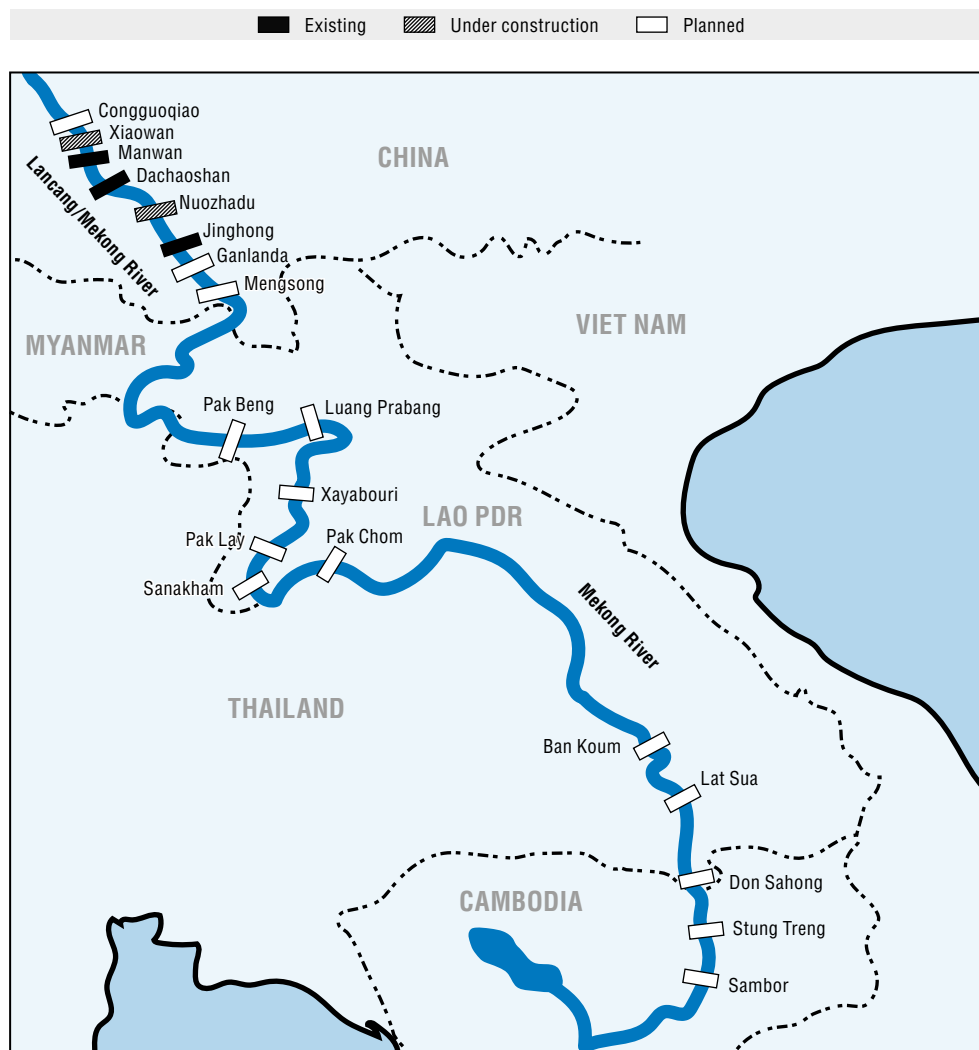 Existing
Under construction
Planned
Congguoqiao
Xiaowan
Manwan
CHINA
Dachaoshan
Nuozhadu
Lancang/Mekong River
Jinghong
Ganlanda
Mengsong
VIET NAM
MYANMAR
Pak Beng
Luang Prabang
Xayabouri
LAO PDR
Pak Lay
Pak Chom
Sanakham
Mekong River
THAILAND
Ban Koum
Lat Sua
Don Sahong
CAMBODIA
Stung Treng
Sambor